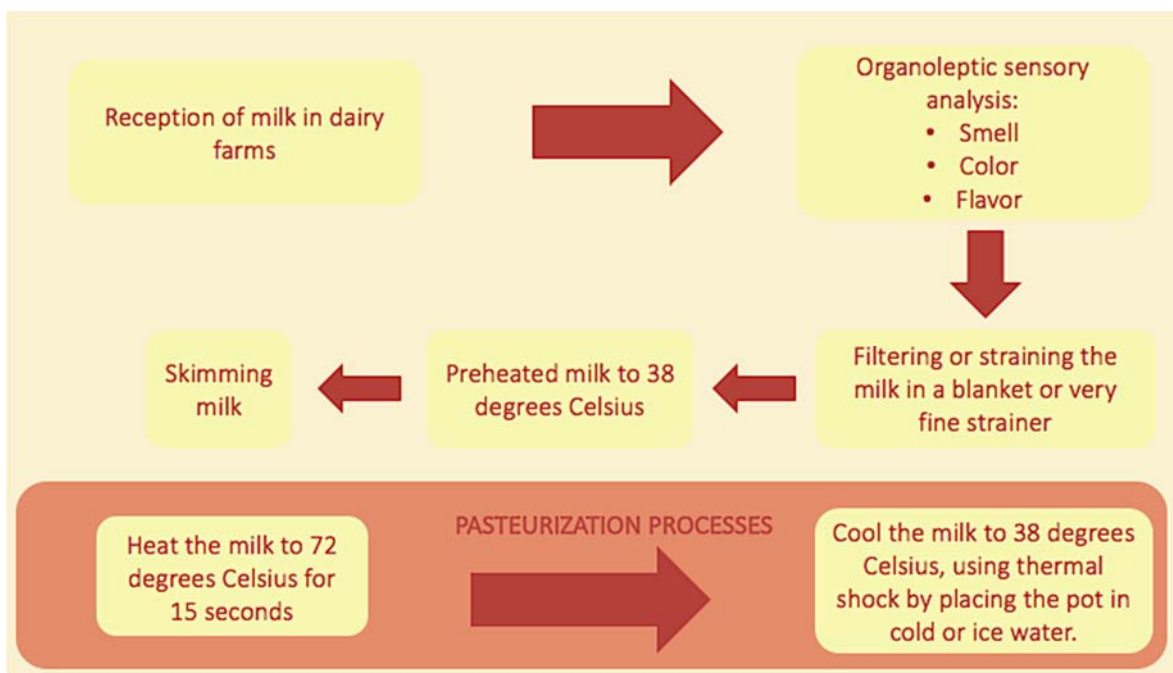 Reception of milk in dairy
farms
Organoleptic sensory
analysis:
• Smell
• Color
• Flavor
Filtering or straining the
milk in a blanket or very
fine strainer
Preheated milk to 38
degrees Celsius
Skimming
milk
PASTEURIZATION PROCESSES
Heat the milk to 72
degrees Celsius for
15 seconds
Cool the milk to 38 degrees
Celsius, using thermal
shock by placing the pot in
cold or ice water.